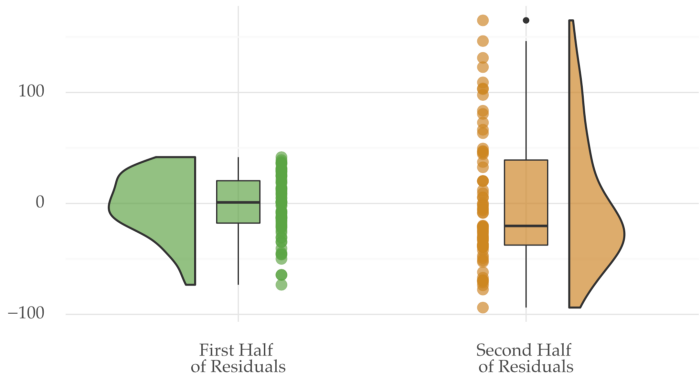 100
0
−100
First Half
of Residuals
Second Half
of Residuals